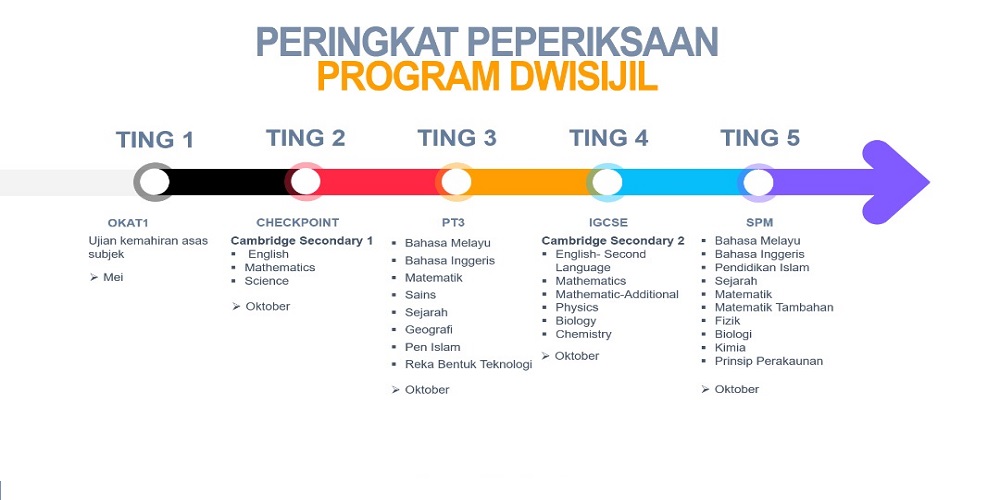 PERINGKAT PEPERIKSAAN
PROGRAM DWISIJIL
TING 1
TING 2
TING 3
TING 4
TING 5
OKAT1
Ujian kemahiran asas
subjek
➢ Mei
CHECKPOINT
Cambridge Secondary 1
▪ English
▪ Mathematics
▪ Science
➢ Oktober
PT3
▪ Bahasa Melayu
▪ Bahasa Inggeris
▪ Matematik
▪ Sains
▪ Sejarah
▪ Geografi
▪ Pen Islam
▪ Reka Bentuk Teknologi
➢ Oktober
IGCSE
Cambridge Secondary 2
▪ English- Second
Language
▪ Mathematics
▪ Mathematic-Additional
▪ Physics
▪ Biology
▪ Chemistry
➢ Oktober
SPM
▪ Bahasa Melayu
▪ Bahasa Inggeris
▪ Pendidikan Islam
▪ Sejarah
▪ Matematik
▪ Matematik Tambahan
▪ Fizik
▪ Biologi
▪ Kimia
▪ Prinsip Perakaunan
➢ Oktober